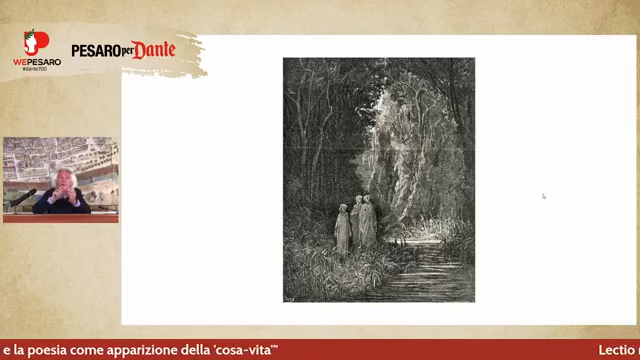 WEPESARO
#dante700
PESARO per Dante
e la poesia come apparizione della 'cosa-vita'"
Lectio